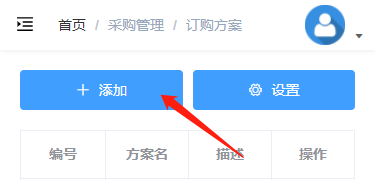 首页 / 采购管理 / 订购方案
添加 设置
编号 方案名 描述 操作